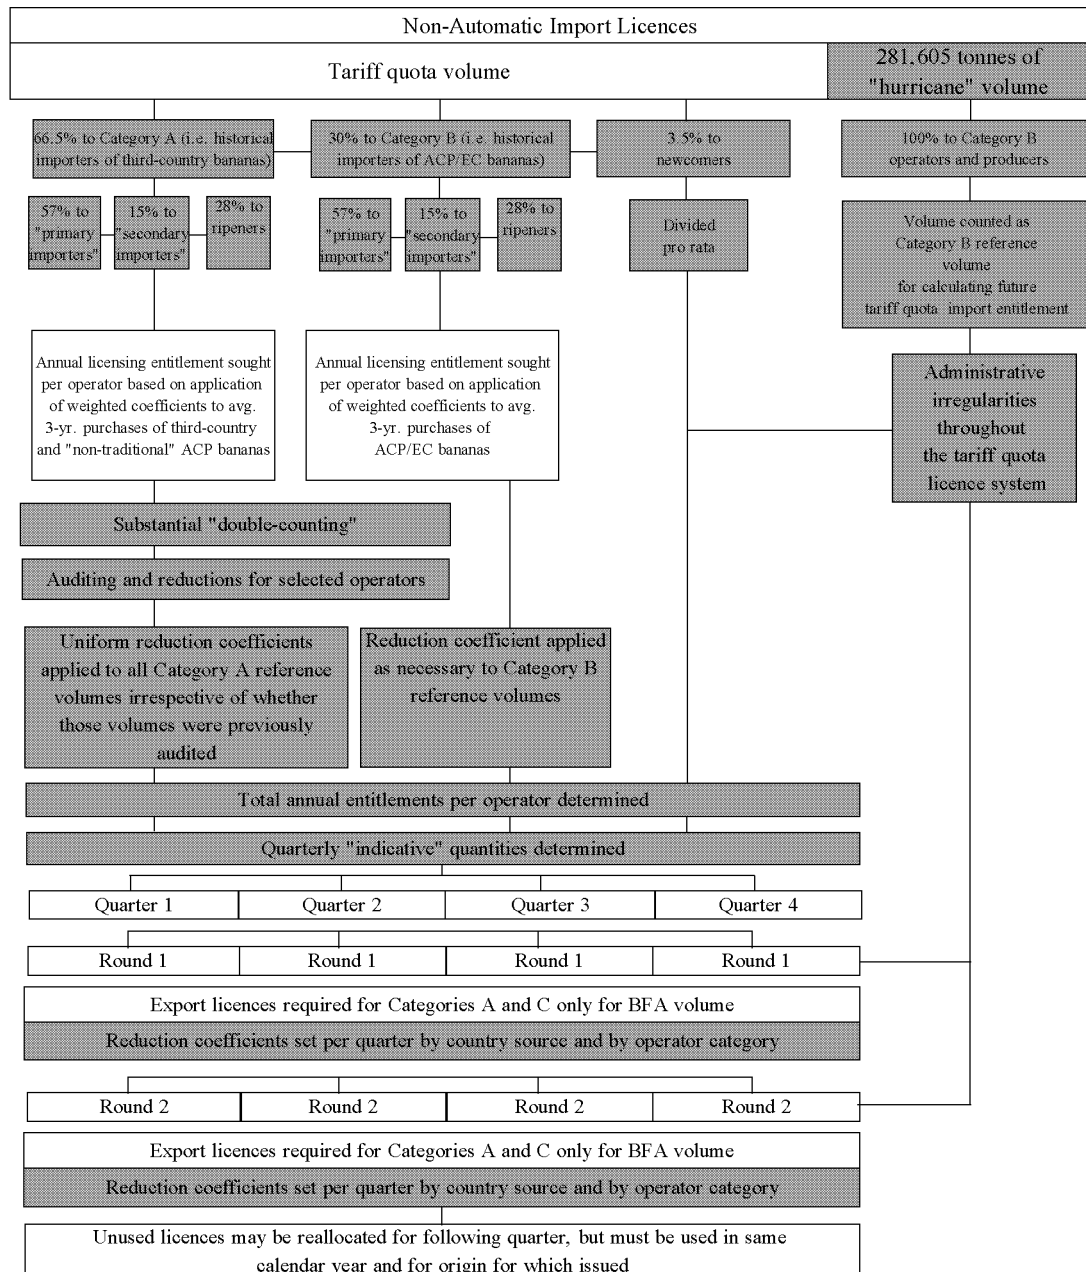 Non-Automatic Import Licences
Tariff quota volume
281,605 tonnes of
"hurricane" volume
66.5% to Category A (i.e. historical
importers of third-country bananas)
30% to Category B (i.e. historical
importers of ACP/EC bananas)
3.5% to
newcomers
100% to Category B
operators and producers
57% to
"primary
importers"
15% to
"secondary
importers"
28% to
ripeners
57% to
"primary
importers"
15% to
"secondary
importers"
28% to
ripeners
Divided
pro rata
Volume counted as
Category B reference
volume
for calculating future
tariff quota import entitlement
Annual licensing entitlement sought
per operator based on application
of weighted coefficients to avg.
3-yr. purchases of third-country
and "non-traditional" ACP bananas
Annual licensing entitlement sought
per operator based on application
of weighted coefficients to avg.
3-yr. purchases of
ACP/EC bananas
Administrative
irregularities
throughout
the tariff quota
licence system
Substantial "double-counting"
Auditing and reductions for selected operators
Uniform reduction coefficients
applied to all Category A reference
volumes irrespective of whether
those volumes were previously
audited
Reduction coefficient applied
as necessary to Category B
reference volumes
Total annual entitlements per operator determined
Quarterly "indicative" quantities determined
Quarter 1
Quarter 2
Quarter 3
Quarter 4
Round 1
Round 1
Round 1
Round 1
Export licences required for Categories A and C only for BFA volume
Reduction coefficients set per quarter by country source and by operator category
Round 2
Round 2
Round 2
Round 2
Export licences required for Categories A and C only for BFA volume
Reduction coefficients set per quarter by country source and by operator category
Unused licences may be reallocated for following quarter, but must be used in same
calendar year and for origin for which issued